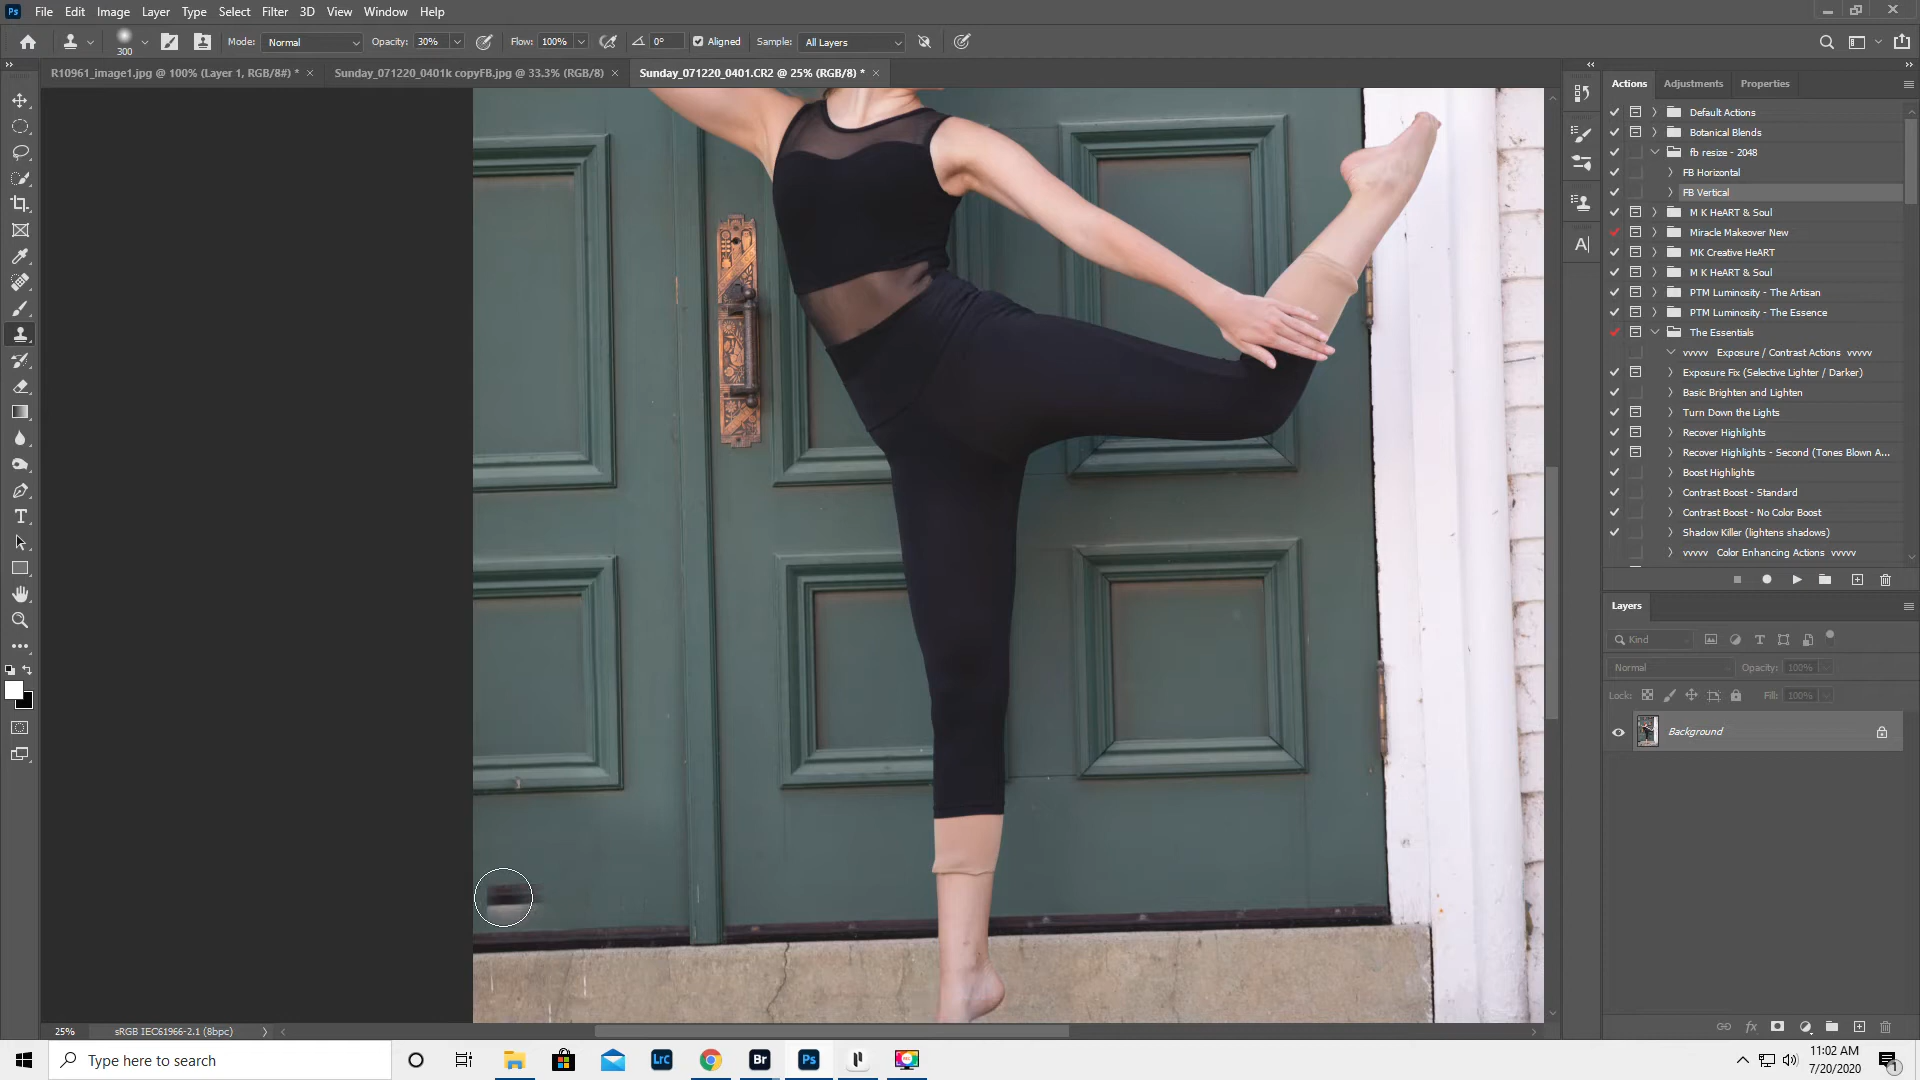 Ps File Edit Image Layer Type Select Filter 3D View Window Help
300 Mode: Normal Opacity: 30% Flow: 100% 0° Aligned Sample: All Layers
R10961_image1.jpg @ 100% (Layer 1, RGB/8#) * × Sunday_071220_0401k copyFB.jpg @ 33.3% (RGB/8) × Sunday_071220_0401.CR2 @ 25% (RGB/8) * ×
Actions Adjustments Properties
Default Actions
Botanical Blends
fb resize - 2048
FB Horizontal
FB Vertical
M K HeART & Soul
Miracle Makeover New
MK Creative HeART
M K HeART & Soul
PTM Luminosity - The Artisan
PTM Luminosity - The Essence
The Essentials
vvvvv Exposure / Contrast Actions vvvvv
Exposure Fix (Selective Lighter / Darker)
Basic Brighten and Lighten
Turn Down the Lights
Recover Highlights
Recover Highlights - Second (Tones Blown A...
Boost Highlights
Contrast Boost - Standard
Contrast Boost - No Color Boost
Shadow Killer (lightens shadows)
vvvvv Color Enhancing Actions vvvvv
Layers
Kind
Normal Opacity: 100%
Lock: Fill: 100%
Background
25% sRGB IEC61966-2.1 (8bpc)
Type here to search LrC Br Ps 11:02 AM
7/20/2020 1